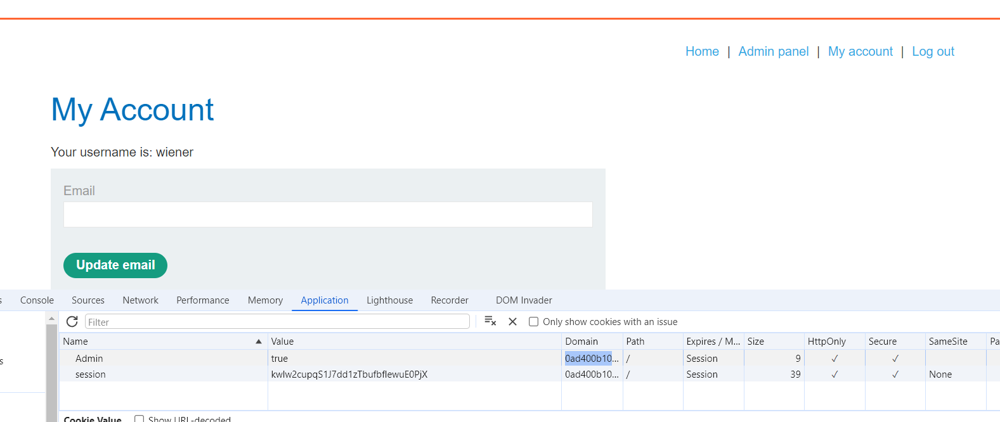 Home | Admin panel | My account | Log out
My Account
Your username is: wiener
Email
Update email
s Console Sources Network Performance Memory Application Lighthouse Recorder DOM Invader
Filter Only show cookies with an issue
Name Value Domain Path Expires / M... Size HttpOnly Secure SameSite Pa
Admin true 0ad400b10... / Session 9 ✓ ✓
s
session kwlw2cupqS1J7dd1zTbufbflewuE0PjX 0ad400b10... / Session 39 ✓ ✓ None
Cookie Value Show URL-decoded